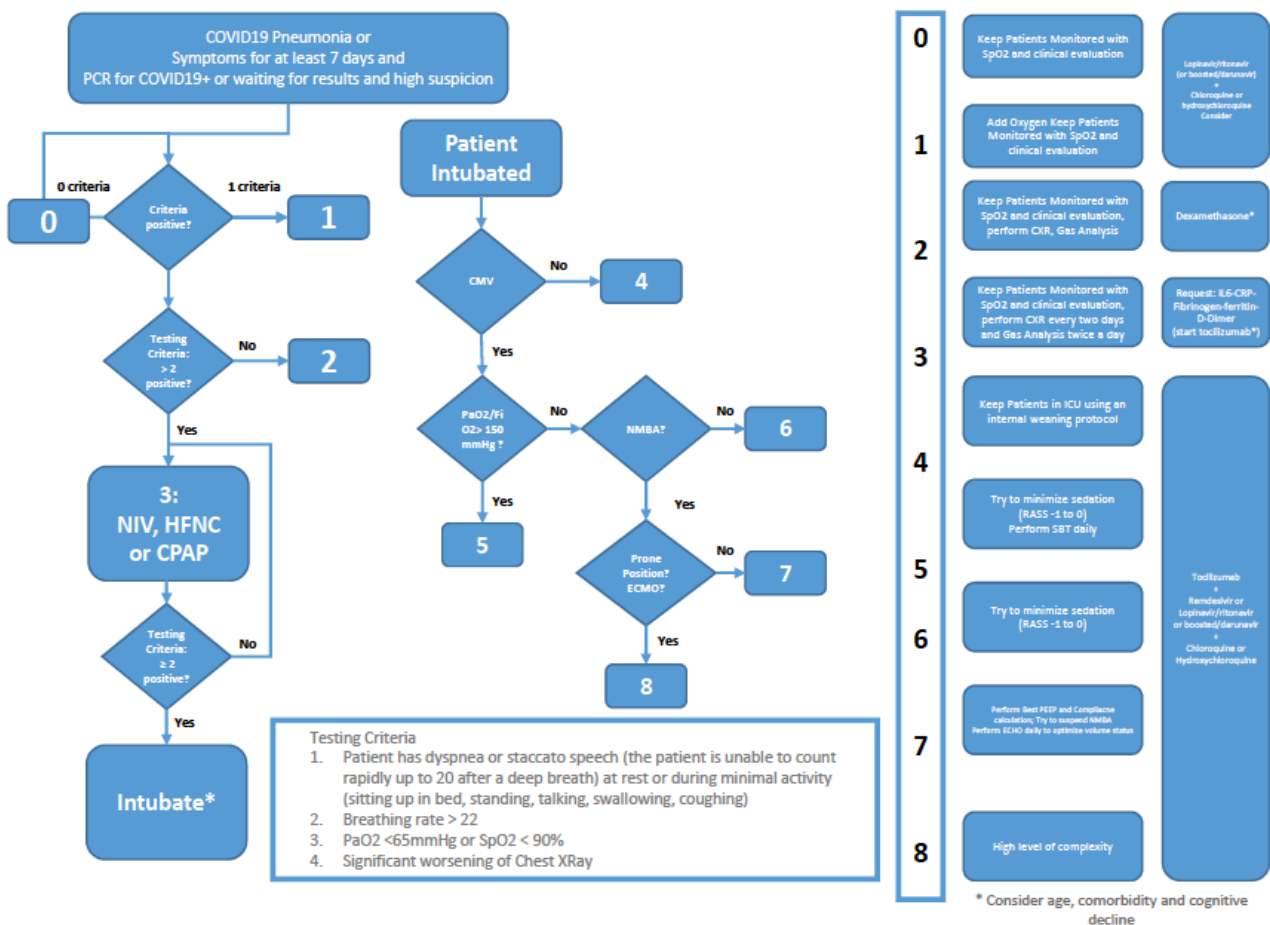 COVID19 Pneumonia or
Symptoms for at least 7 days and
PCR for COVID19+ or waiting for results and high suspicion
0 criteria
1 criteria
0
Criteria
positive?
1
Testing
Criteria:
> 2
positive?
No
2
Yes
3:
NIV, HFNC
or CPAP
Testing
Criteria:
≥ 2
positive?
No
Yes
Intubate*
Patient
Intubated
CMV
No
4
Yes
PaO2/Fi
O2> 150
mmHg ?
No
NMBA?
No
6
Yes
5
Yes
Prone
Position?
ECMO?
No
7
Yes
8
Testing Criteria
1. Patient has dyspnea or staccato speech (the patient is unable to count
rapidly up to 20 after a deep breath) at rest or during minimal activity
(sitting up in bed, standing, talking, swallowing, coughing)
2. Breathing rate > 22
3. PaO2 <65mmHg or SpO2 < 90%
4. Significant worsening of Chest XRay
0
1
2
3
4
5
6
7
8
Keep Patients Monitored with
SpO2 and clinical evaluation
Add Oxygen Keep Patients
Monitored with SpO2 and
clinical evaluation
Keep Patients Monitored with
SpO2 and clinical evaluation,
perform CXR, Gas Analysis
Keep Patients Monitored with
SpO2 and clinical evaluation,
perform CXR every two days
and Gas Analysis twice a day
Keep Patients in ICU using an
internal weaning protocol
Try to minimize sedation
(RASS -1 to 0)
Perform SBT daily
Try to minimize sedation
(RASS -1 to 0)
Perform Best PEEP and Compliacne
calculation; Try to suspend NMBA
Perform ECHO daily to optimize volume status
High level of complexity
Lopinavir/ritonavir
(or boosted/darunavir)
+
Chloroquine or
hydroxychloroquine
Consider
Dexamethasone*
Request: IL6-CRP-
Fibrinogen-ferritin-
D-Dimer
(start tocilizumab*)
Tocilizumab
+
Remdesivir or
Lopinavir/ritonavir
or boosted/darunavir
+
Chloroquine or
Hydroxychloroquine
* Consider age, comorbidity and cognitive
decline